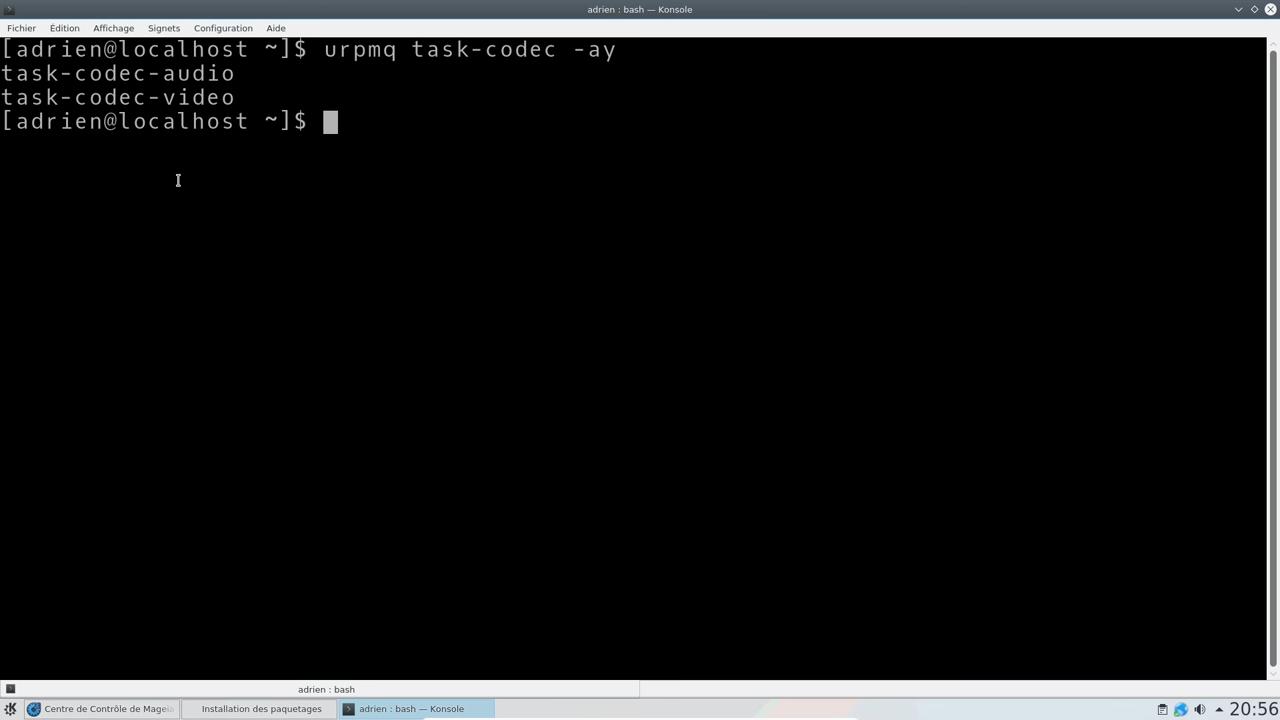 adrien : bash — Konsole
Fichier Édition Affichage Signets Configuration Aide
[adrien@localhost ~]$ urpmq task-codec -ay
task-codec-audio
task-codec-video
[adrien@localhost ~]$
adrien : bash
Centre de Contrôle de Mageia Installation des paquetages adrien : bash — Konsole 20:56